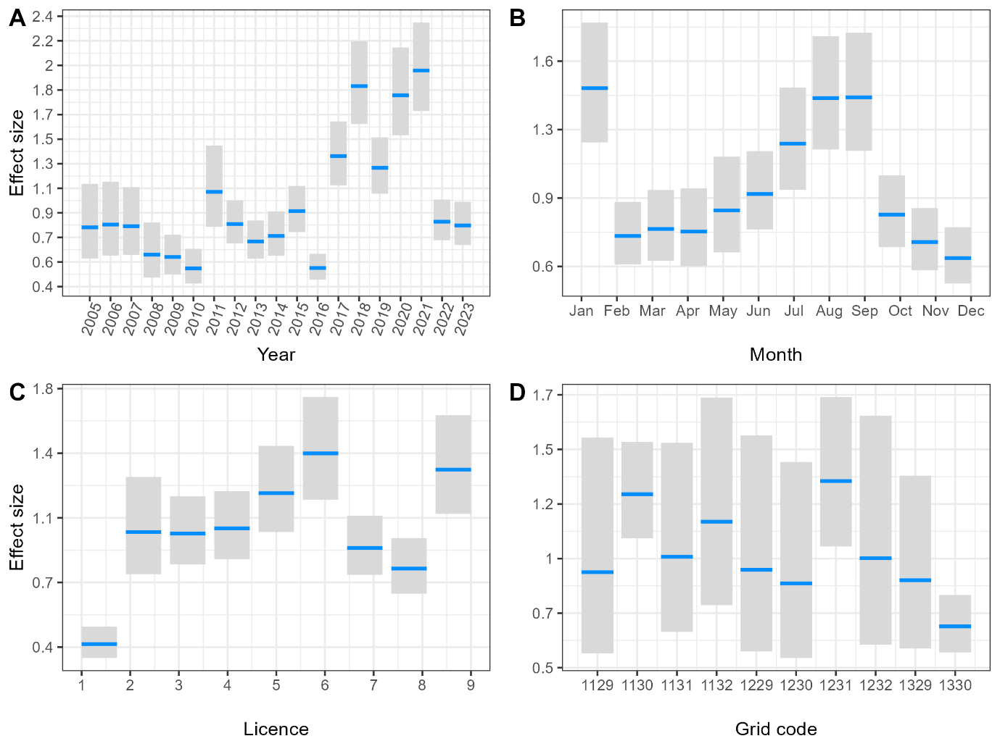 A
Effect size
2.4
2.2
2
1.8
1.7
1.5
1.3
1.1
0.9
0.7
0.6
0.4
2005 2006 2007 2008 2009 2010 2011 2012 2013 2014 2015 2016 2017 2018 2019 2020 2021 2022 2023
Year
B
1.6
1.3
0.9
0.6
Jan Feb Mar Apr May Jun Jul Aug Sep Oct Nov Dec
Month
C
Effect size
1.8
1.4
1.1
0.7
0.4
1 2 3 4 5 6 7 8 9
Licence
D
1.7
1.5
1.2
1
0.7
0.5
1129 1130 1131 1132 1229 1230 1231 1232 1329 1330
Grid code